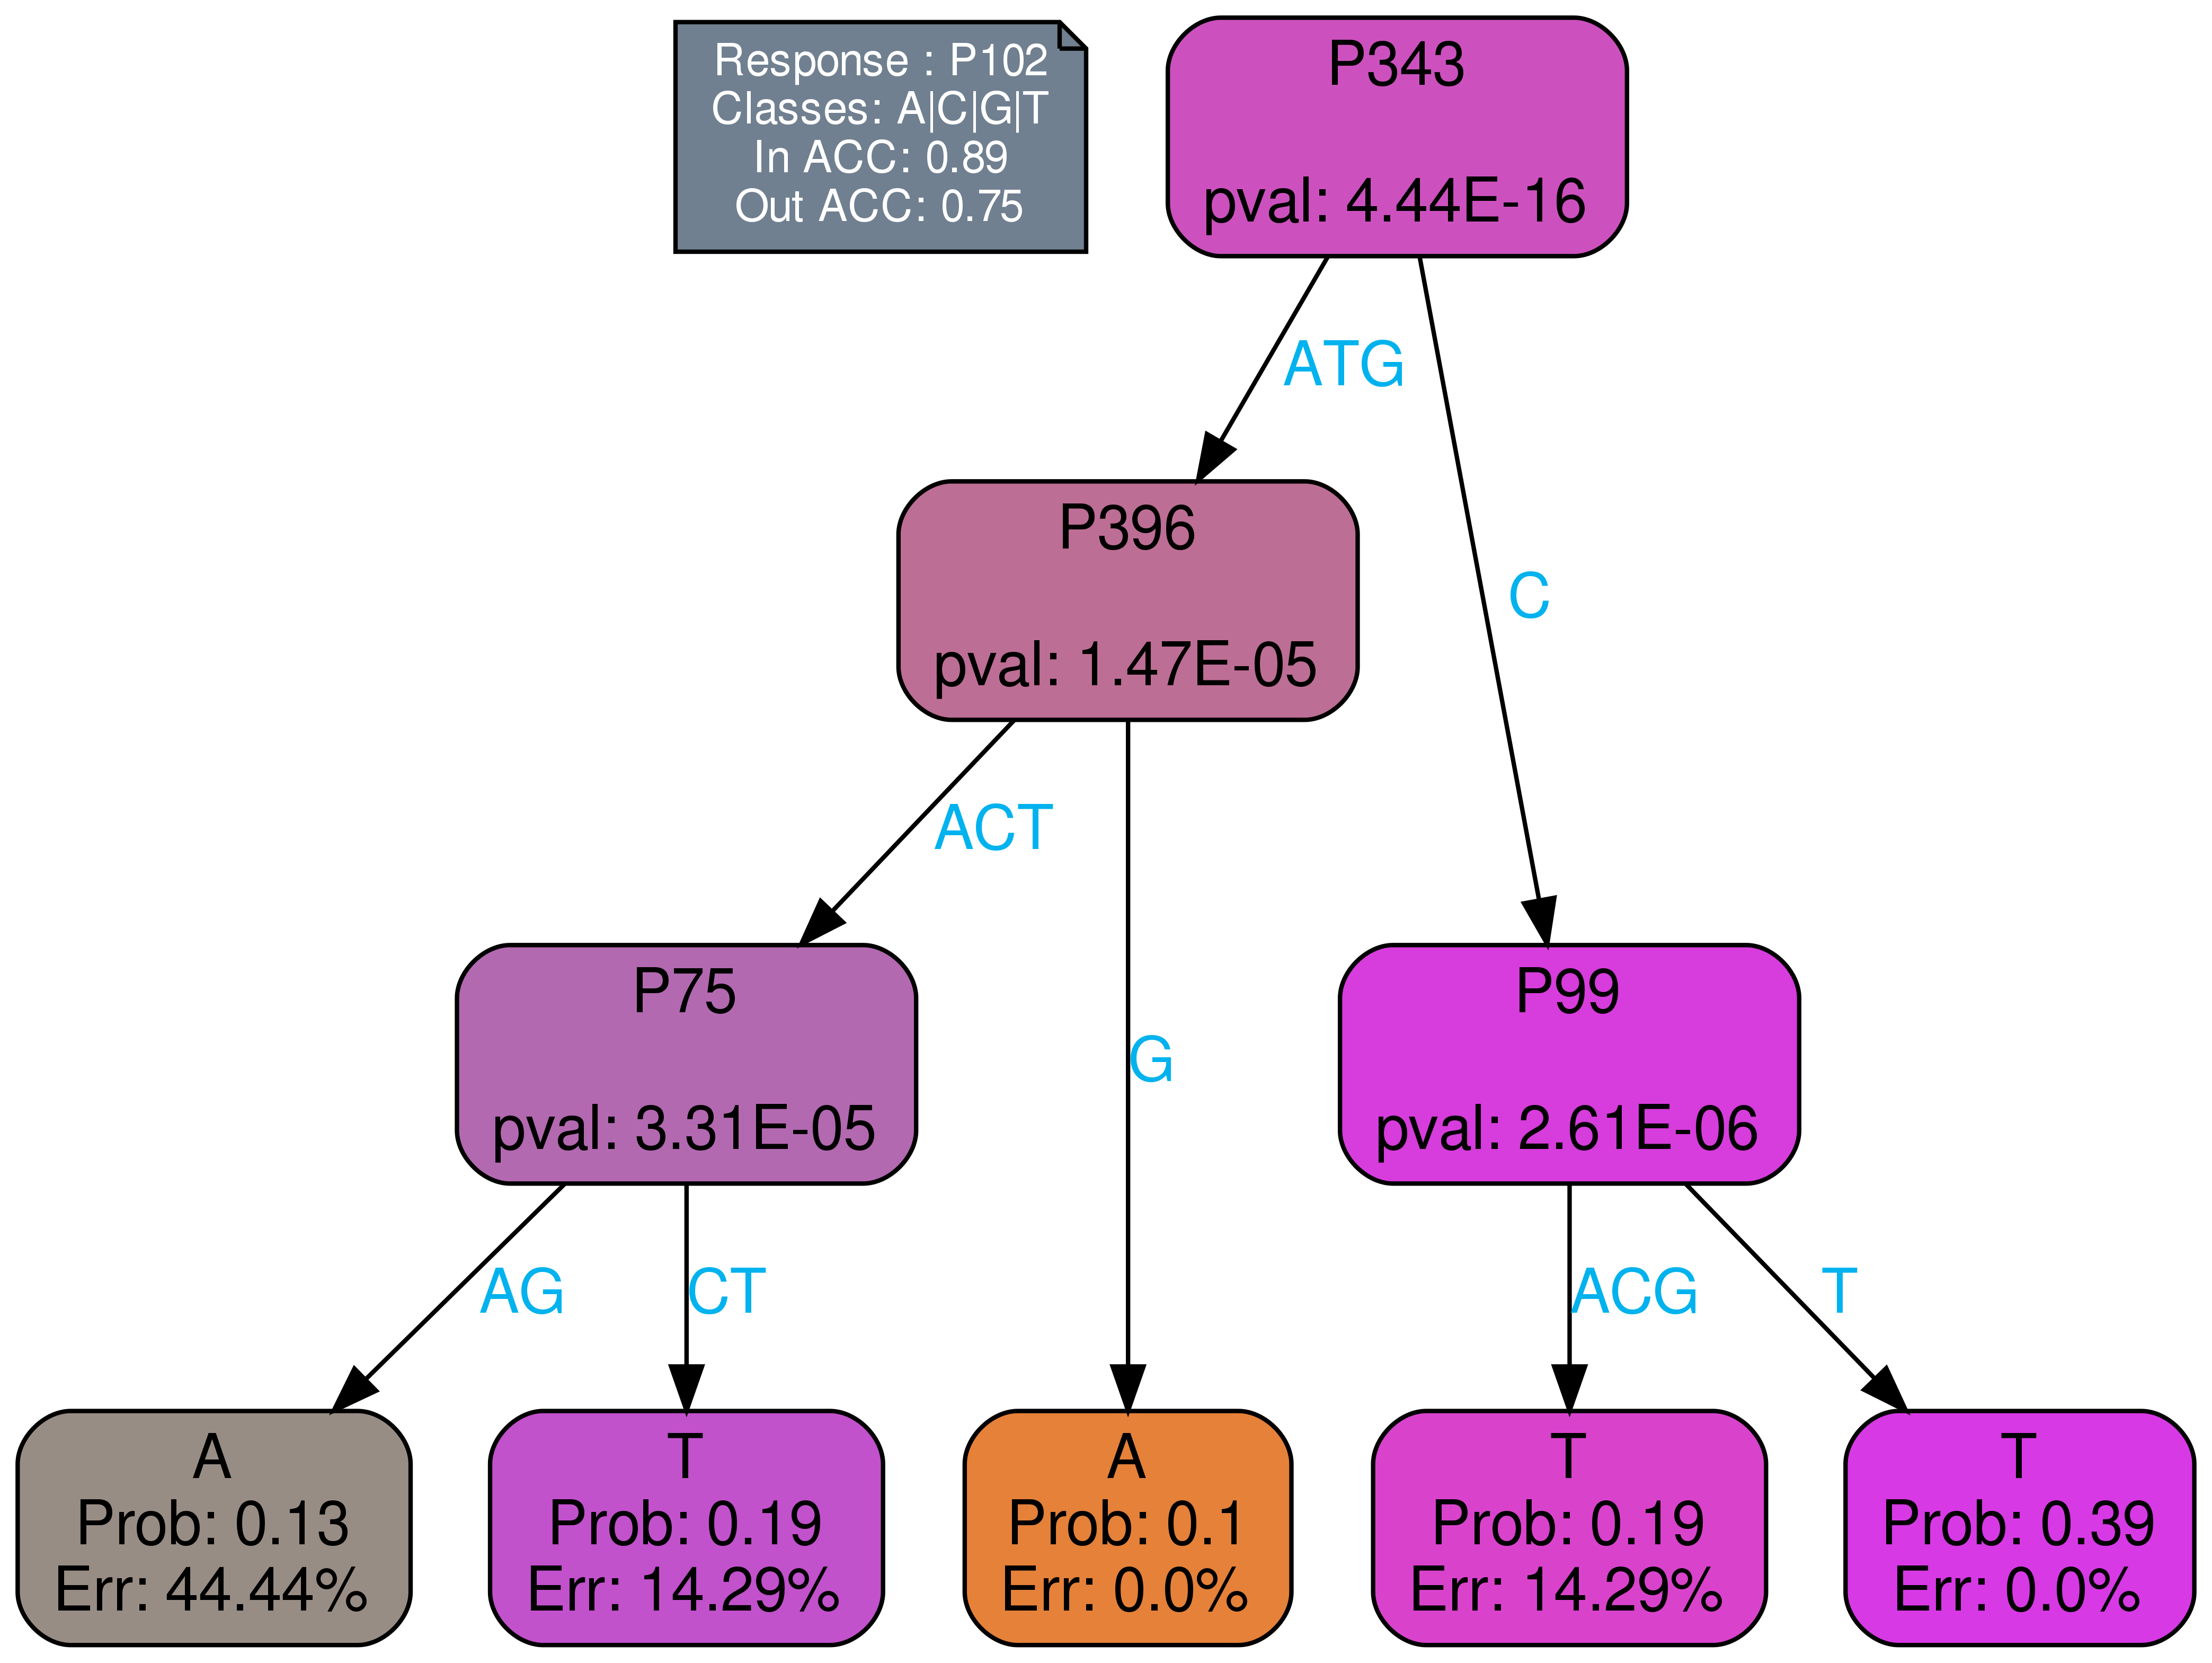 Response : P102
Classes: A|C|G|T
In ACC: 0.89
Out ACC: 0.75
P343
pval: 4.44E-16
ATG
C
P396
pval: 1.47E-05
ACT
G
P75
pval: 3.31E-05
P99
pval: 2.61E-06
AG
CT
ACG
T
A
Prob: 0.13
Err: 44.44%
T
Prob: 0.19
Err: 14.29%
A
Prob: 0.1
Err: 0.0%
T
Prob: 0.19
Err: 14.29%
T
Prob: 0.39
Err: 0.0%